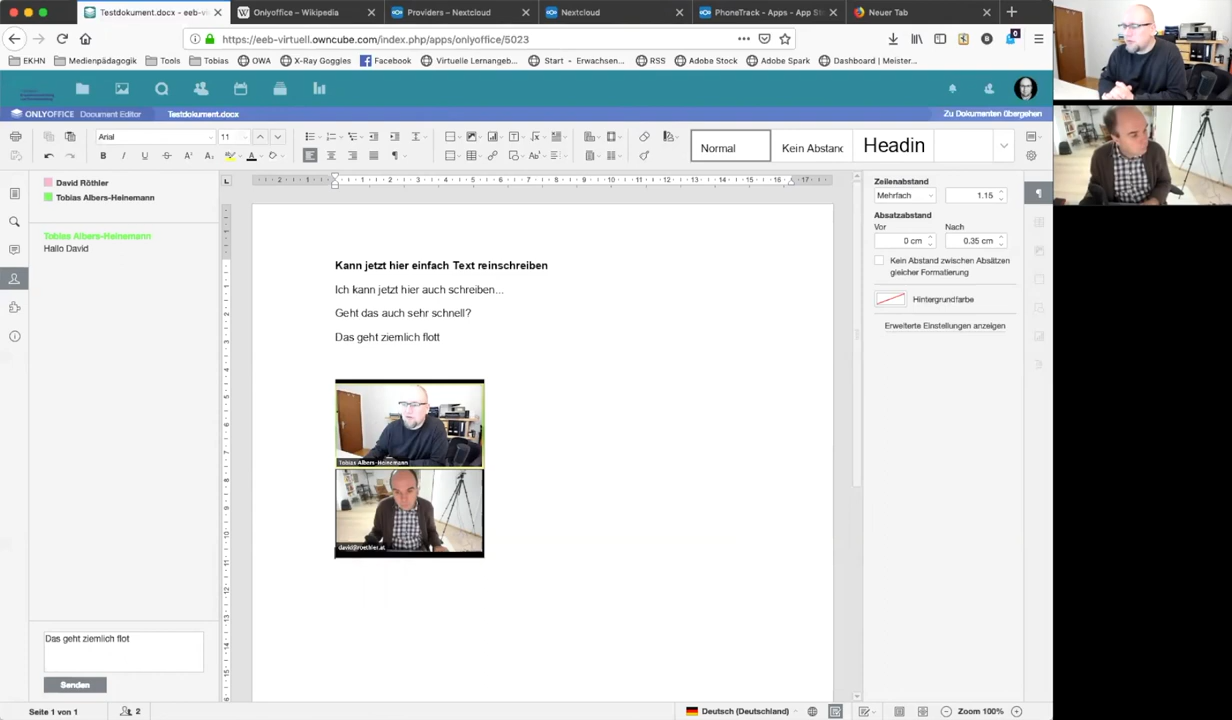 Testdokument.docx - eeb-vi
Onlyoffice – Wikipedia
Providers – Nextcloud
Nextcloud
PhoneTrack - Apps - App St
Neuer Tab
https://eeb-virtuell.owncube.com/index.php/apps/onlyoffice/5023
EKHN
Medienpädagogik
Tools
Tobias
OWA
X-Ray Goggles
Facebook
Virtuelle Lernangeb…
Start - Erwachsen…
RSS
Adobe Stock
Adobe Spark
Dashboard | Meister…
ONLYOFFICE Document Editor
Testdokument.docx
Zu Dokumenten übergehen
Arial
11
Normal
Kein Abstand
Headin
David Röthler
Tobias Albers-Heinemann
Tobias Albers-Heinemann
Hallo David
Kann jetzt hier einfach Text reinschreiben
Ich kann jetzt hier auch schreiben...
Geht das auch sehr schnell?
Das geht ziemlich flott
Tobias Albers-Heinemann
david@roethler.at
Zeilenabstand
Mehrfach
1.15
Absatzabstand
Vor
Nach
0 cm
0.35 cm
Kein Abstand zwischen Absätzen
gleicher Formatierung
Hintergrundfarbe
Erweiterte Einstellungen anzeigen
Das geht ziemlich flot
Senden
Seite 1 von 1
2
Deutsch (Deutschland)
Zoom 100%